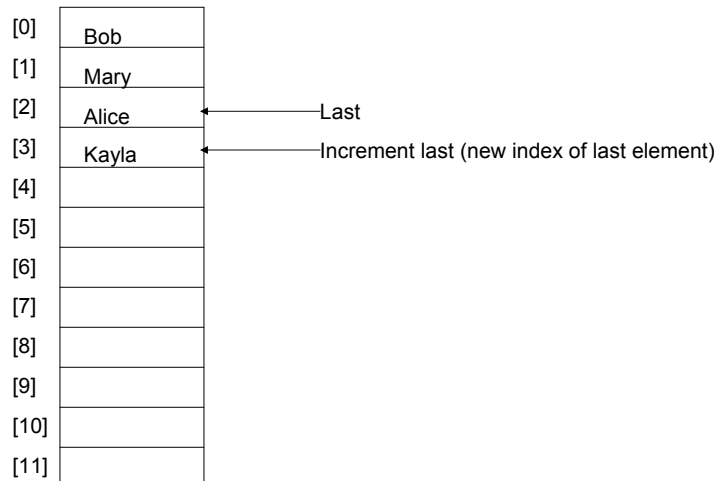 [0] Bob
[1] Mary
[2] Alice Last
[3] Kayla Increment last (new index of last element)
[4]
[5]
[6]
[7]
[8]
[9]
[10]
[11]